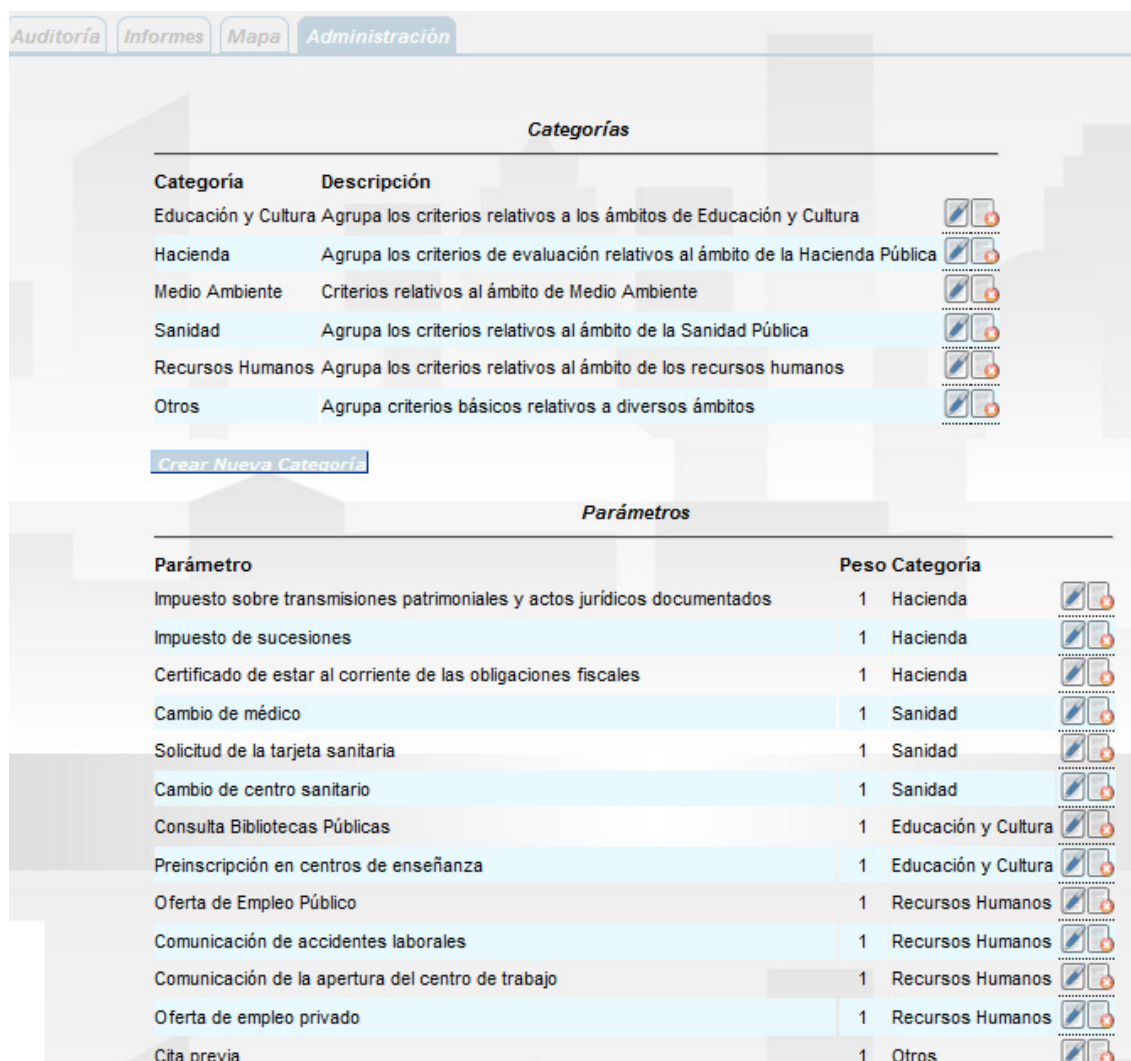 Auditoría Informes Mapa Administración
Categorías
Categoría Descripción
Educación y Cultura Agrupa los criterios relativos a los ámbitos de Educación y Cultura
Hacienda Agrupa los criterios de evaluación relativos al ámbito de la Hacienda Pública
Medio Ambiente Criterios relativos al ámbito de Medio Ambiente
Sanidad Agrupa los criterios relativos al ámbito de la Sanidad Pública
Recursos Humanos Agrupa los criterios relativos al ámbito de los recursos humanos
Otros Agrupa criterios básicos relativos a diversos ámbitos
Crear Nueva Categoría
Parámetros
Parámetro Peso Categoría
Impuesto sobre transmisiones patrimoniales y actos jurídicos documentados 1 Hacienda
Impuesto de sucesiones 1 Hacienda
Certificado de estar al corriente de las obligaciones fiscales 1 Hacienda
Cambio de médico 1 Sanidad
Solicitud de la tarjeta sanitaria 1 Sanidad
Cambio de centro sanitario 1 Sanidad
Consulta Bibliotecas Públicas 1 Educación y Cultura
Preinscripción en centros de enseñanza 1 Educación y Cultura
Oferta de Empleo Público 1 Recursos Humanos
Comunicación de accidentes laborales 1 Recursos Humanos
Comunicación de la apertura del centro de trabajo 1 Recursos Humanos
Oferta de empleo privado 1 Recursos Humanos
Cita previa 1 Otros